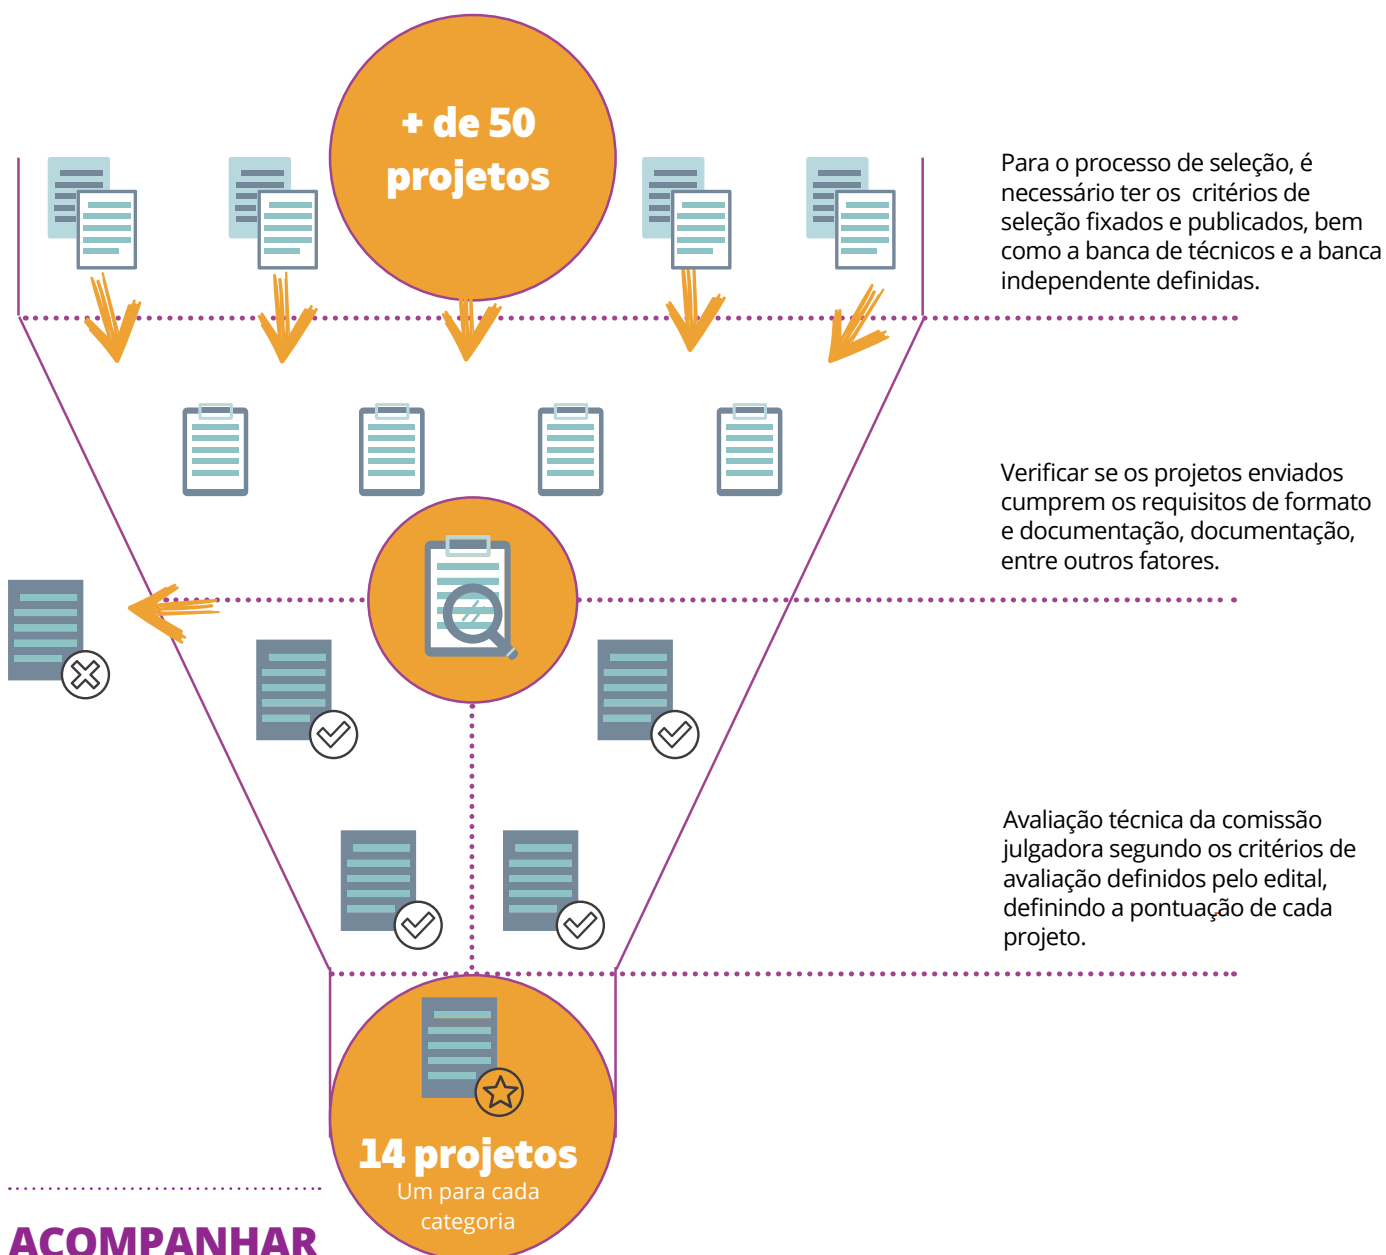 + de 50
projetos
Para o processo de seleção, é
necessário ter os critérios de
seleção fixados e publicados, bem
como a banca de técnicos e a banca
independente definidas.
Verificar se os projetos enviados
cumprem os requisitos de formato
e documentação, documentação,
entre outros fatores.
Avaliação técnica da comissão
julgadora segundo os critérios de
avaliação definidos pelo edital,
definindo a pontuação de cada
projeto.
14 projetos
Um para cada
categoria
ACOMPANHAR